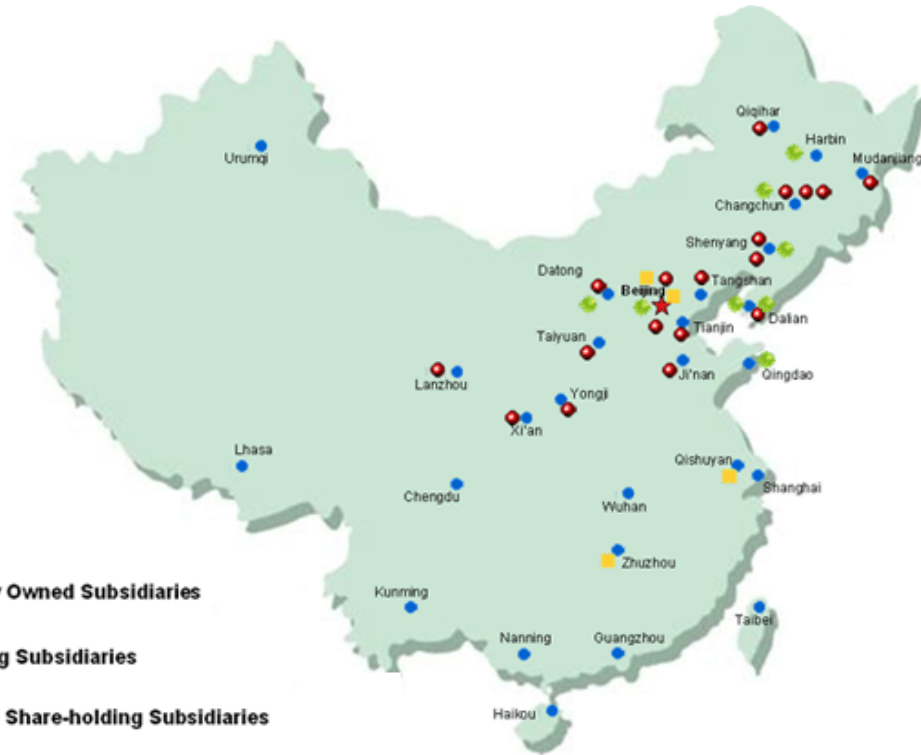 Qiqihar
Harbin
Mudanjiang
Urumqi
Changchun
Shenyang
Datong
Tangshan
Beijing
Dalian
Tianjin
Taiyuan
Ji'nan
Qingdao
Lanzhou
Yongji
Xi'an
Lhasa
Qishuyan
Shanghai
Chengdu
Wuhan
Zhuzhou
Owned Subsidiaries
Kunming
Taibei
Nanning
Guangzhou
Subsidiaries
Share-holding Subsidiaries
Haikou